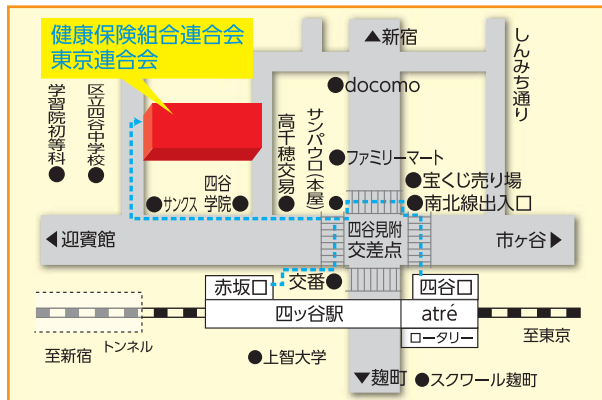 健康保険組合連合会
東京連合会
▲新宿
しんみち通り
docomo
学習院初等科
区立四谷中学校
高千穂交易
サンパウロ(本屋)
ファミリーマート
宝くじ売り場
南北線出入口
サンクス
四谷
学院
◀迎賓館
四谷見附
交差点
市ヶ谷▶
赤坂口
交番
四谷口
四ッ谷駅
atré
ロータリー
至新宿
トンネル
至東京
上智大学
▼麹町
スクワール麹町